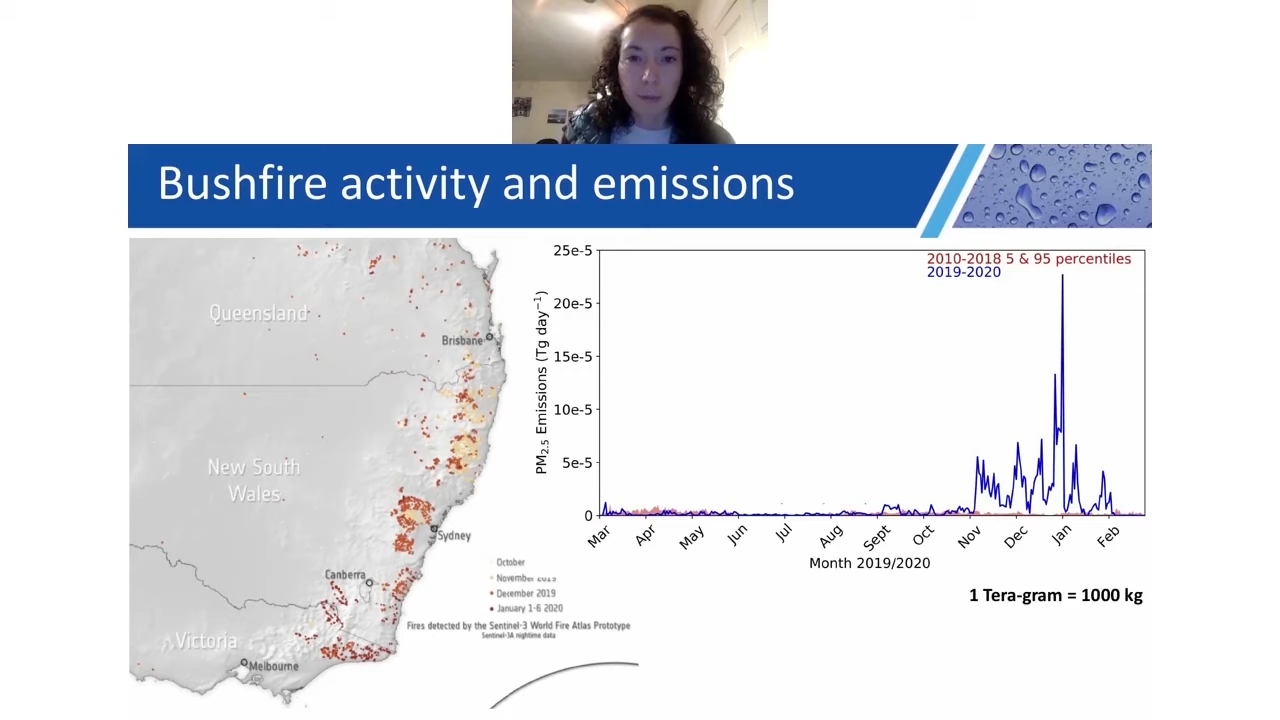 Bushfire activity and emissions
Queensland
Brisbane
New South
Wales
Sydney
Canberra
Victoria
Melbourne
October
November 2019
December 2019
January 1-6 2020
Fires detected by the Sentinel-3 World Fire Atlas Prototype
Sentinel-3A nighttime data
25e-5
20e-5
15e-5
10e-5
5e-5
0
PM2.5 Emissions (Tg day−1)
2010-2018 5 & 95 percentiles
2019-2020
Mar
Apr
May
Jun
Jul
Aug
Sept
Oct
Nov
Dec
Jan
Feb
Month 2019/2020
1 Tera-gram = 1000 kg